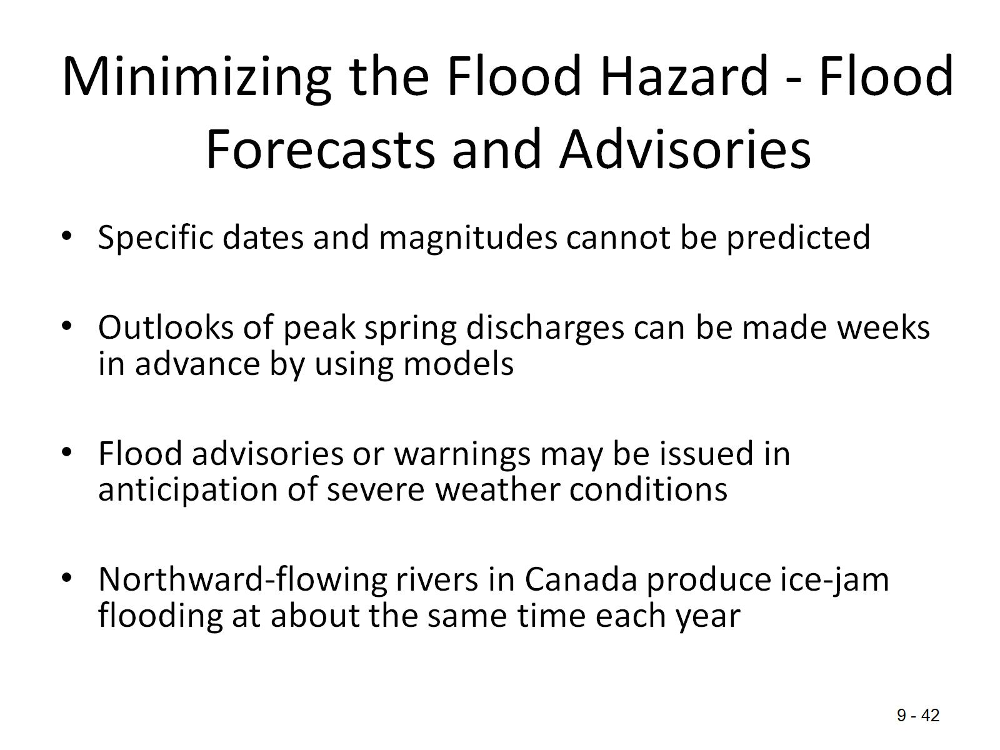 Minimizing the Flood Hazard - Flood
Forecasts and Advisories
• Specific dates and magnitudes cannot be predicted
• Outlooks of peak spring discharges can be made weeks
in advance by using models
• Flood advisories or warnings may be issued in
anticipation of severe weather conditions
• Northward-flowing rivers in Canada produce ice-jam
flooding at about the same time each year
9 - 42